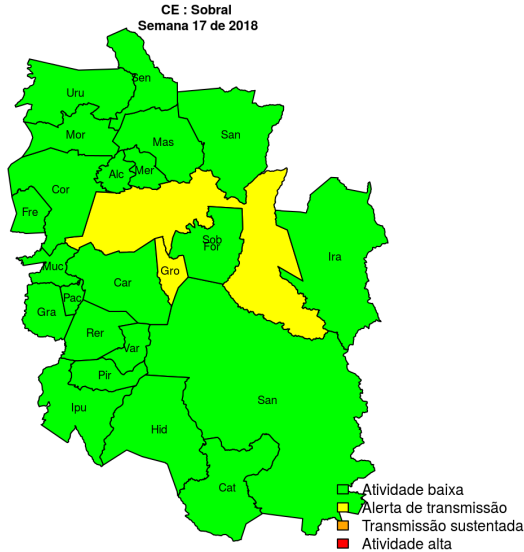 CE : Sobral
Semana 17 de 2018
Sen
Uru
Mor
Mas
San
Alc
Mer
Cor
Fre
Sob
For
Ira
Muc
Gro
Car
Pac
Gra
Rer
Var
Pir
San
Ipu
Hid
Cat
Atividade baixa
Alerta de transmissão
Transmissão sustentada
Atividade alta